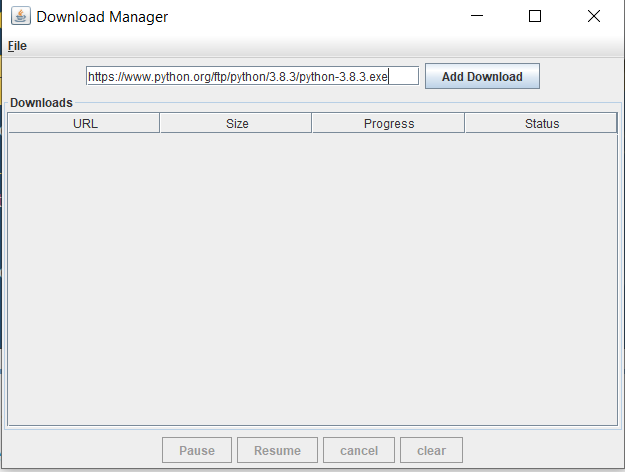 Download Manager
File
https://www.python.org/ftp/python/3.8.3/python-3.8.3.exe Add Download
Downloads
URL Size Progress Status
Pause Resume cancel clear